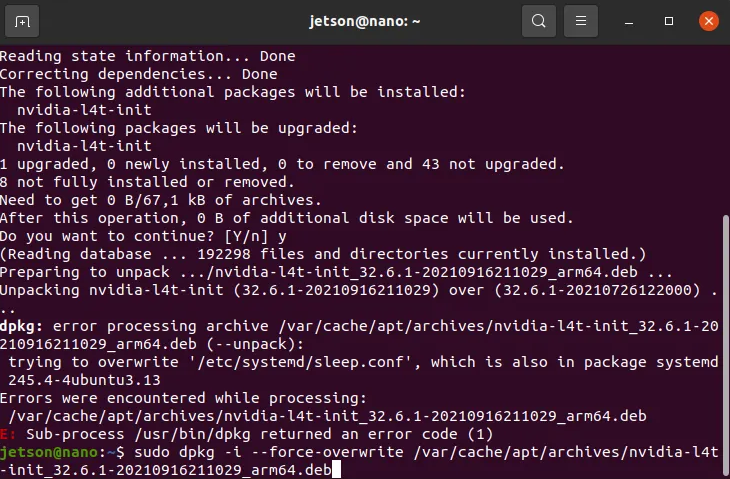 jetson@nano: ~
Reading state information... Done
Correcting dependencies... Done
The following additional packages will be installed:
  nvidia-l4t-init
The following packages will be upgraded:
  nvidia-l4t-init
1 upgraded, 0 newly installed, 0 to remove and 43 not upgraded.
8 not fully installed or removed.
Need to get 0 B/67,1 kB of archives.
After this operation, 0 B of additional disk space will be used.
Do you want to continue? [Y/n] y
(Reading database ... 192298 files and directories currently installed.)
Preparing to unpack .../nvidia-l4t-init_32.6.1-20210916211029_arm64.deb ...
Unpacking nvidia-l4t-init (32.6.1-20210916211029) over (32.6.1-20210726122000) .
..
dpkg: error processing archive /var/cache/apt/archives/nvidia-l4t-init_32.6.1-20
210916211029_arm64.deb (--unpack):
 trying to overwrite '/etc/systemd/sleep.conf', which is also in package systemd
 245.4-4ubuntu3.13
Errors were encountered while processing:
 /var/cache/apt/archives/nvidia-l4t-init_32.6.1-20210916211029_arm64.deb
E: Sub-process /usr/bin/dpkg returned an error code (1)
jetson@nano:~$ sudo dpkg -i --force-overwrite /var/cache/apt/archives/nvidia-l4t
-init_32.6.1-20210916211029_arm64.deb